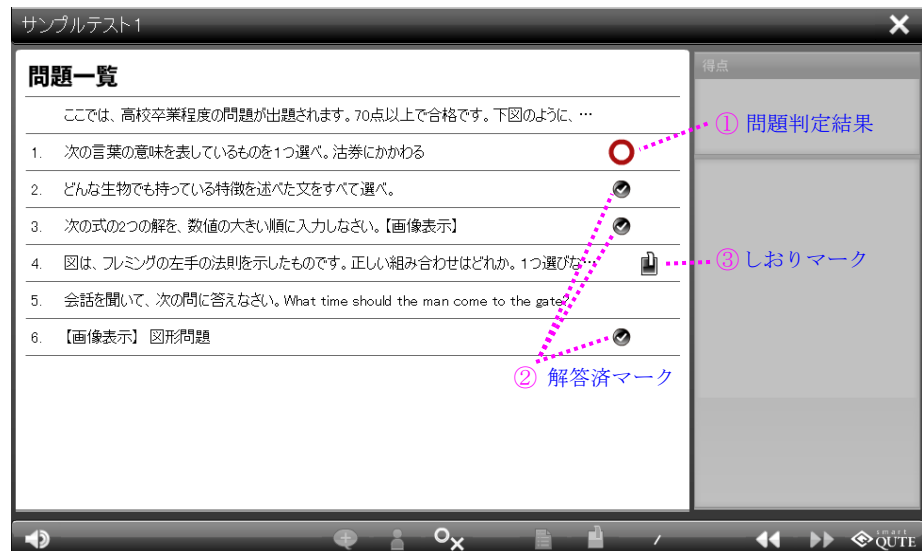 サンプルテスト1
問題一覧
得点
ここでは、高校卒業程度の問題が出題されます。70点以上で合格です。下図のように、…
① 問題判定結果
1. 次の言葉の意味を表しているものを1つ選べ。沽券にかかわる
2. どんな生物でも持っている特徴を述べた文をすべて選べ。
3. 次の式の2つの解を、数値の大きい順に入力しなさい。【画像表示】
4. 図は、フレミングの左手の法則を示したものです。正しい組み合わせはどれか。1つ選びな…
③しおりマーク
5. 会話を聞いて、次の問に答えなさい。What time should the man come to the gate?
6. 【画像表示】 図形問題
② 解答済マーク
/
smart
QUTE